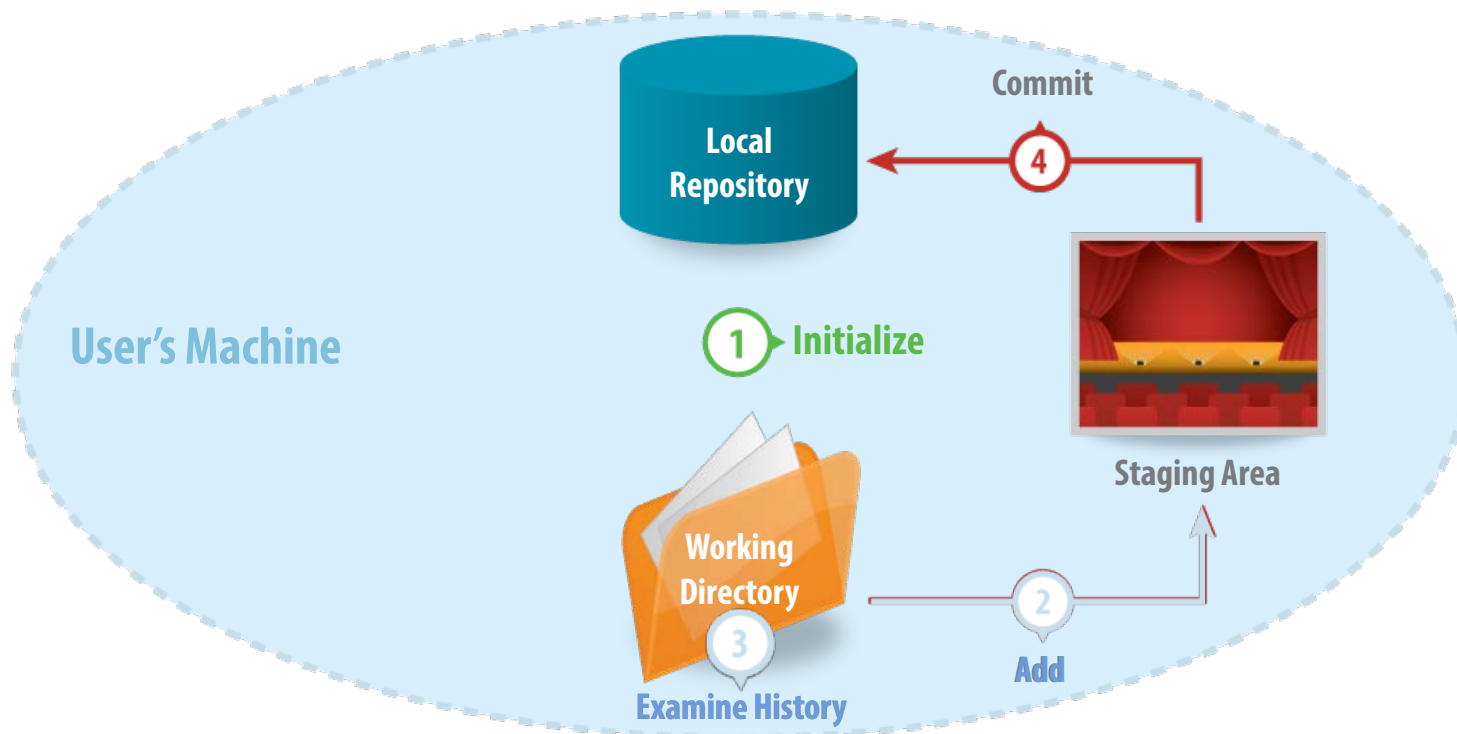 Commit
4
Local
Repository
User’s Machine
1
Initialize
Staging Area
Working
Directory
3
2
Add
Examine History